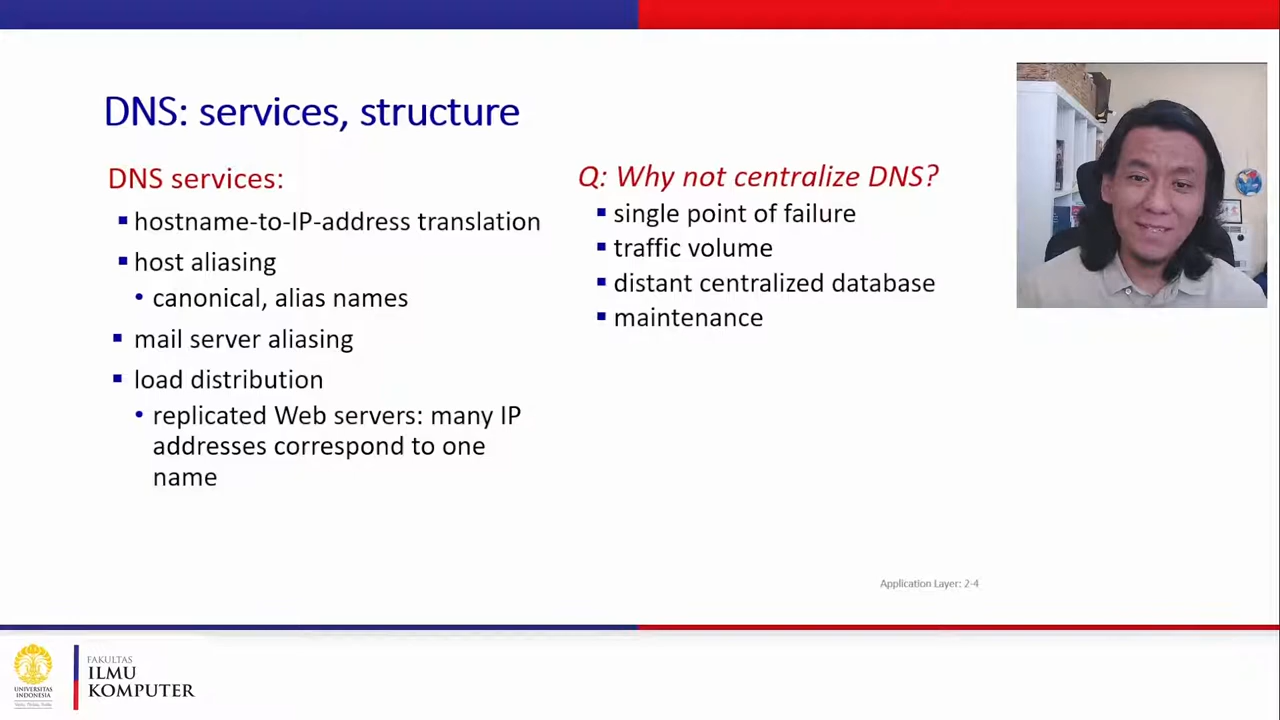 DNS: services, structure
DNS services:
▪ hostname-to-IP-address translation
▪ host aliasing
• canonical, alias names
▪ mail server aliasing
▪ load distribution
• replicated Web servers: many IP
addresses correspond to one
name
Q: Why not centralize DNS?
▪ single point of failure
▪ traffic volume
▪ distant centralized database
▪ maintenance
Application Layer: 2-4
UNIVERSITAS
INDONESIA
FAKULTAS
ILMU
KOMPUTER